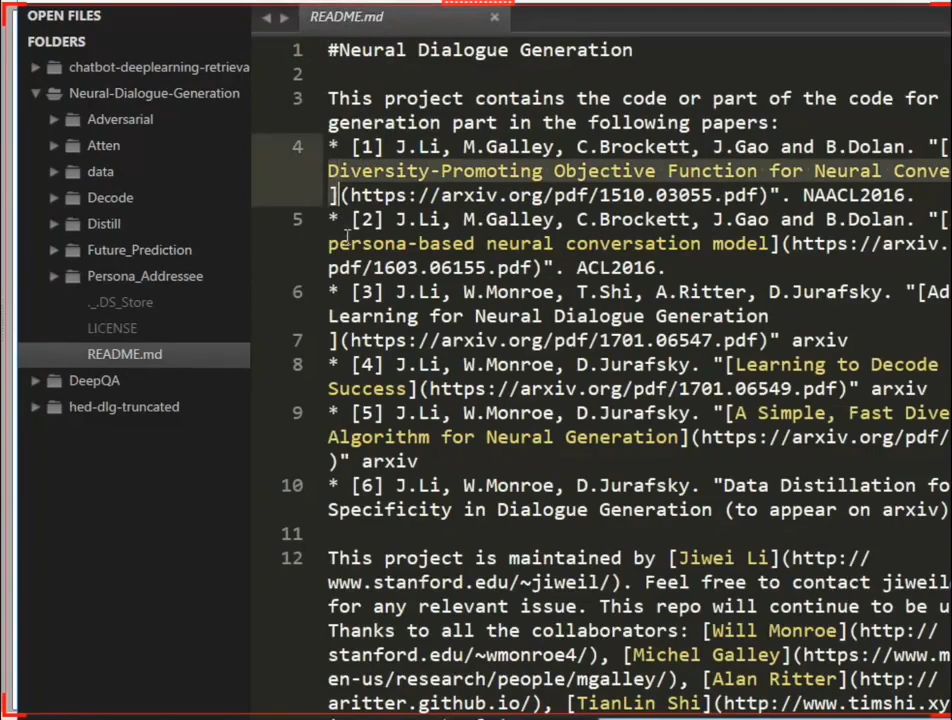 OPEN FILES
FOLDERS
chatbot-deeplearning-retrieva
Neural-Dialogue-Generation
Adversarial
Atten
data
Decode
Distill
Future_Prediction
Persona_Addressee
._.DS_Store
LICENSE
README.md
DeepQA
hed-dlg-truncated
README.md
1 #Neural Dialogue Generation
2
3 This project contains the code or part of the code for
generation part in the following papers:
4 * [1] J.Li, M.Galley, C.Brockett, J.Gao and B.Dolan. "[
Diversity-Promoting Objective Function for Neural Conve
](https://arxiv.org/pdf/1510.03055.pdf)". NAACL2016.
5 * [2] J.Li, M.Galley, C.Brockett, J.Gao and B.Dolan. "[
persona-based neural conversation model](https://arxiv.
pdf/1603.06155.pdf)". ACL2016.
6 * [3] J.Li, W.Monroe, T.Shi, A.Ritter, D.Jurafsky. "[Ad
Learning for Neural Dialogue Generation
7 ](https://arxiv.org/pdf/1701.06547.pdf)" arxiv
8 * [4] J.Li, W.Monroe, D.Jurafsky. "[Learning to Decode
Success](https://arxiv.org/pdf/1701.06549.pdf)" arxiv
9 * [5] J.Li, W.Monroe, D.Jurafsky. "[A Simple, Fast Dive
Algorithm for Neural Generation](https://arxiv.org/pdf/
)" arxiv
10 * [6] J.Li, W.Monroe, D.Jurafsky. "Data Distillation fo
Specificity in Dialogue Generation (to appear on arxiv)
11
12 This project is maintained by [Jiwei Li](http://
www.stanford.edu/~jiweil/). Feel free to contact jiweil
for any relevant issue. This repo will continue to be u
Thanks to all the collaborators: [Will Monroe](http://
stanford.edu/~wmonroe4/), [Michel Galley](https://www.m
en-us/research/people/mgalley/), [Alan Ritter](http://
aritter.github.io/), [TianLin Shi](http://www.timshi.xy